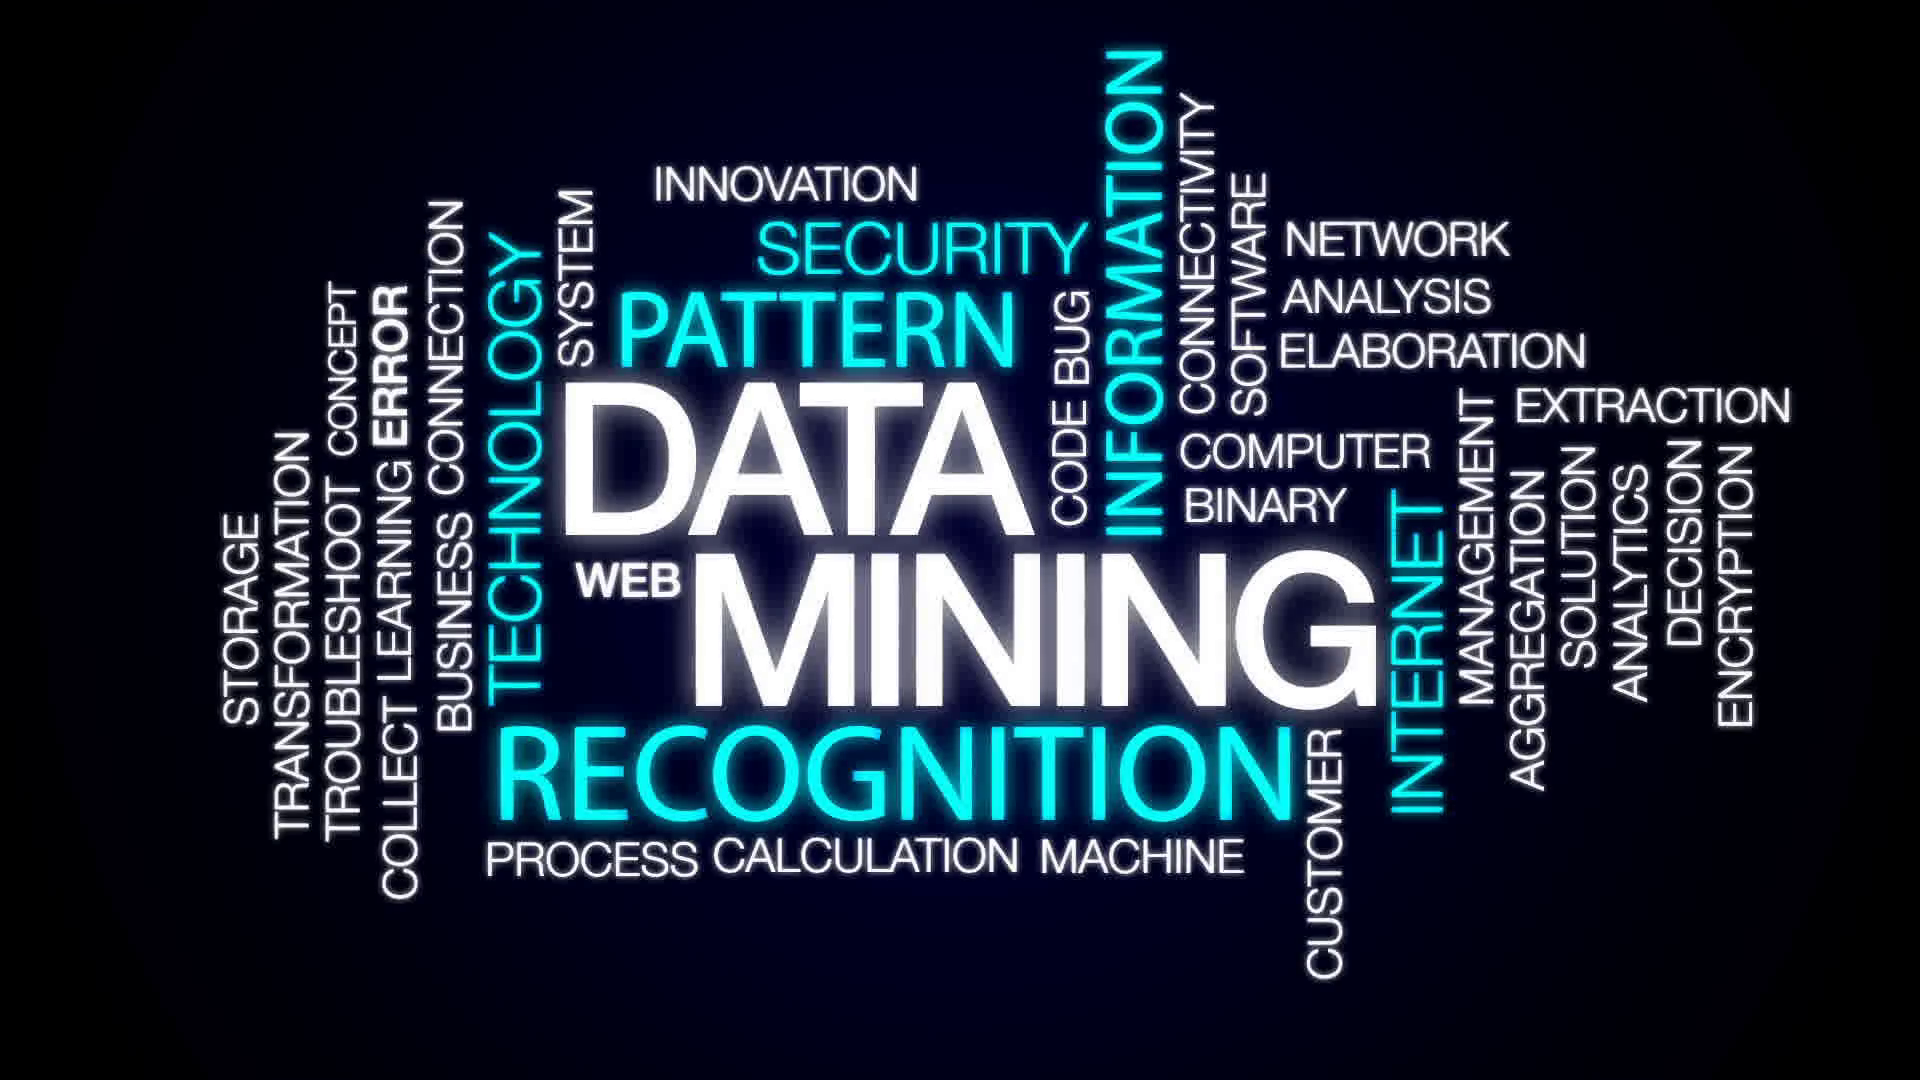 INNOVATION
SECURITY
PATTERN
DATA
WEB
MINING
RECOGNITION
PROCESS
CALCULATION
MACHINE
STORAGE
TRANSFORMATION
TROUBLESHOOT
CONCEPT
COLLECT
LEARNING
ERROR
BUSINESS
CONNECTION
TECHNOLOGY
SYSTEM
CODE BUG
INFORMATION
CONNECTIVITY
SOFTWARE
NETWORK
ANALYSIS
ELABORATION
EXTRACTION
COMPUTER
BINARY
INTERNET
CUSTOMER
MANAGEMENT
AGGREGATION
SOLUTION
ANALYTICS
DECISION
ENCRYPTION